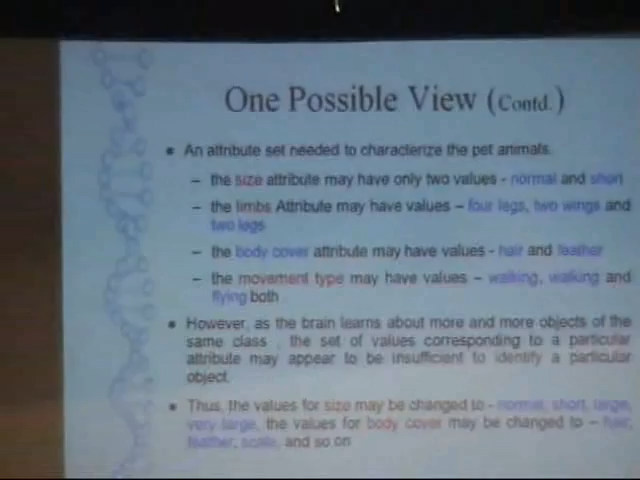 One Possible View (Contd.)
• An attribute set needed to characterize the pet animals.
– the size attribute may have only two values - normal and short
– the limbs Attribute may have values – four legs, two wings and
two legs
– the body cover attribute may have values - hair and feather
– the movement type may have values – walking, walking and
flying both
• However, as the brain learns about more and more objects of the
same class , the set of values corresponding to a particular
attribute may appear to be insufficient to identify a particular
object.
• Thus, the values for size may be changed to - normal, short, large,
very large, the values for body cover may be changed to – hair,
feather, scale, and so on